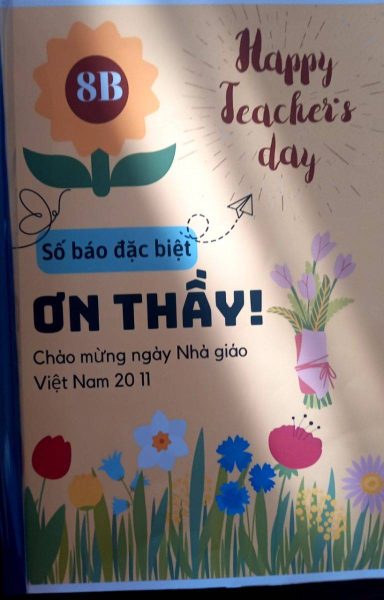 8B
Happy
Teacher's
day
Số báo đặc biệt
ƠN THẦY!
Chào mừng ngày Nhà giáo
Việt Nam 20 11